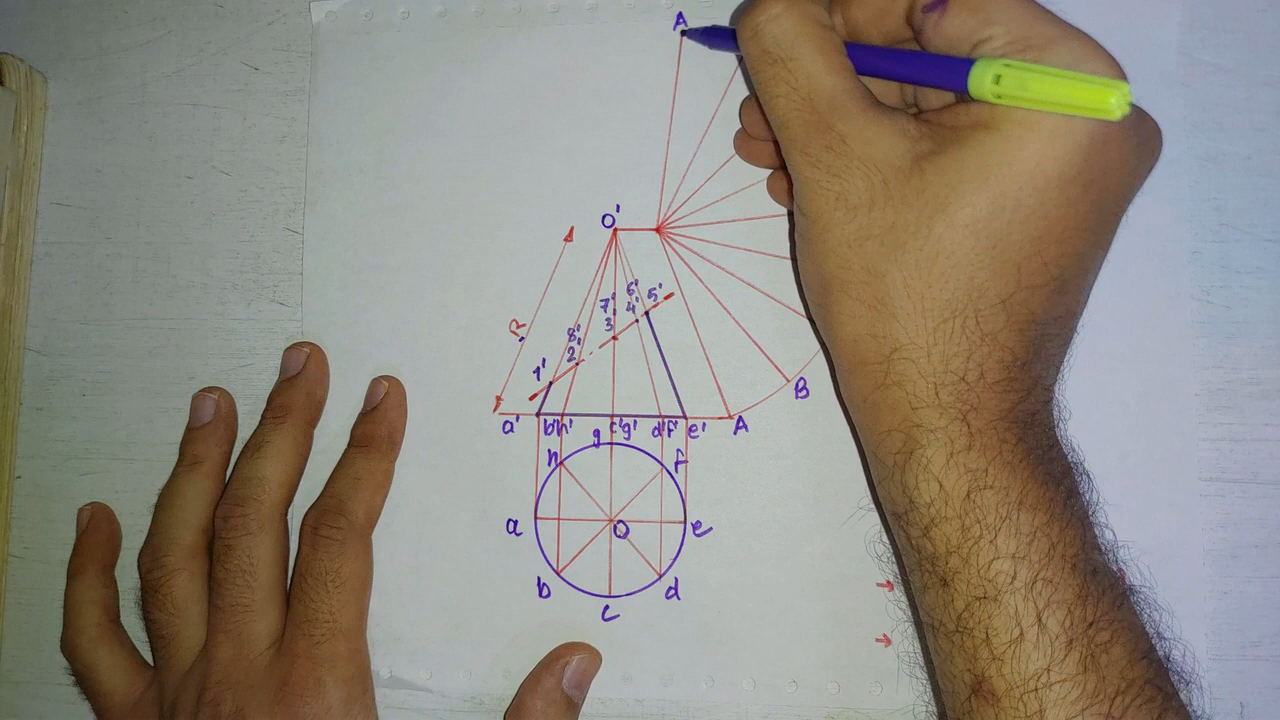 A
O'
R
6'
5'
7'
4'
3'
8'
2'
1'
B
a' b'h' c'g' d'f' e' A
g
h f
a O e
b d
c